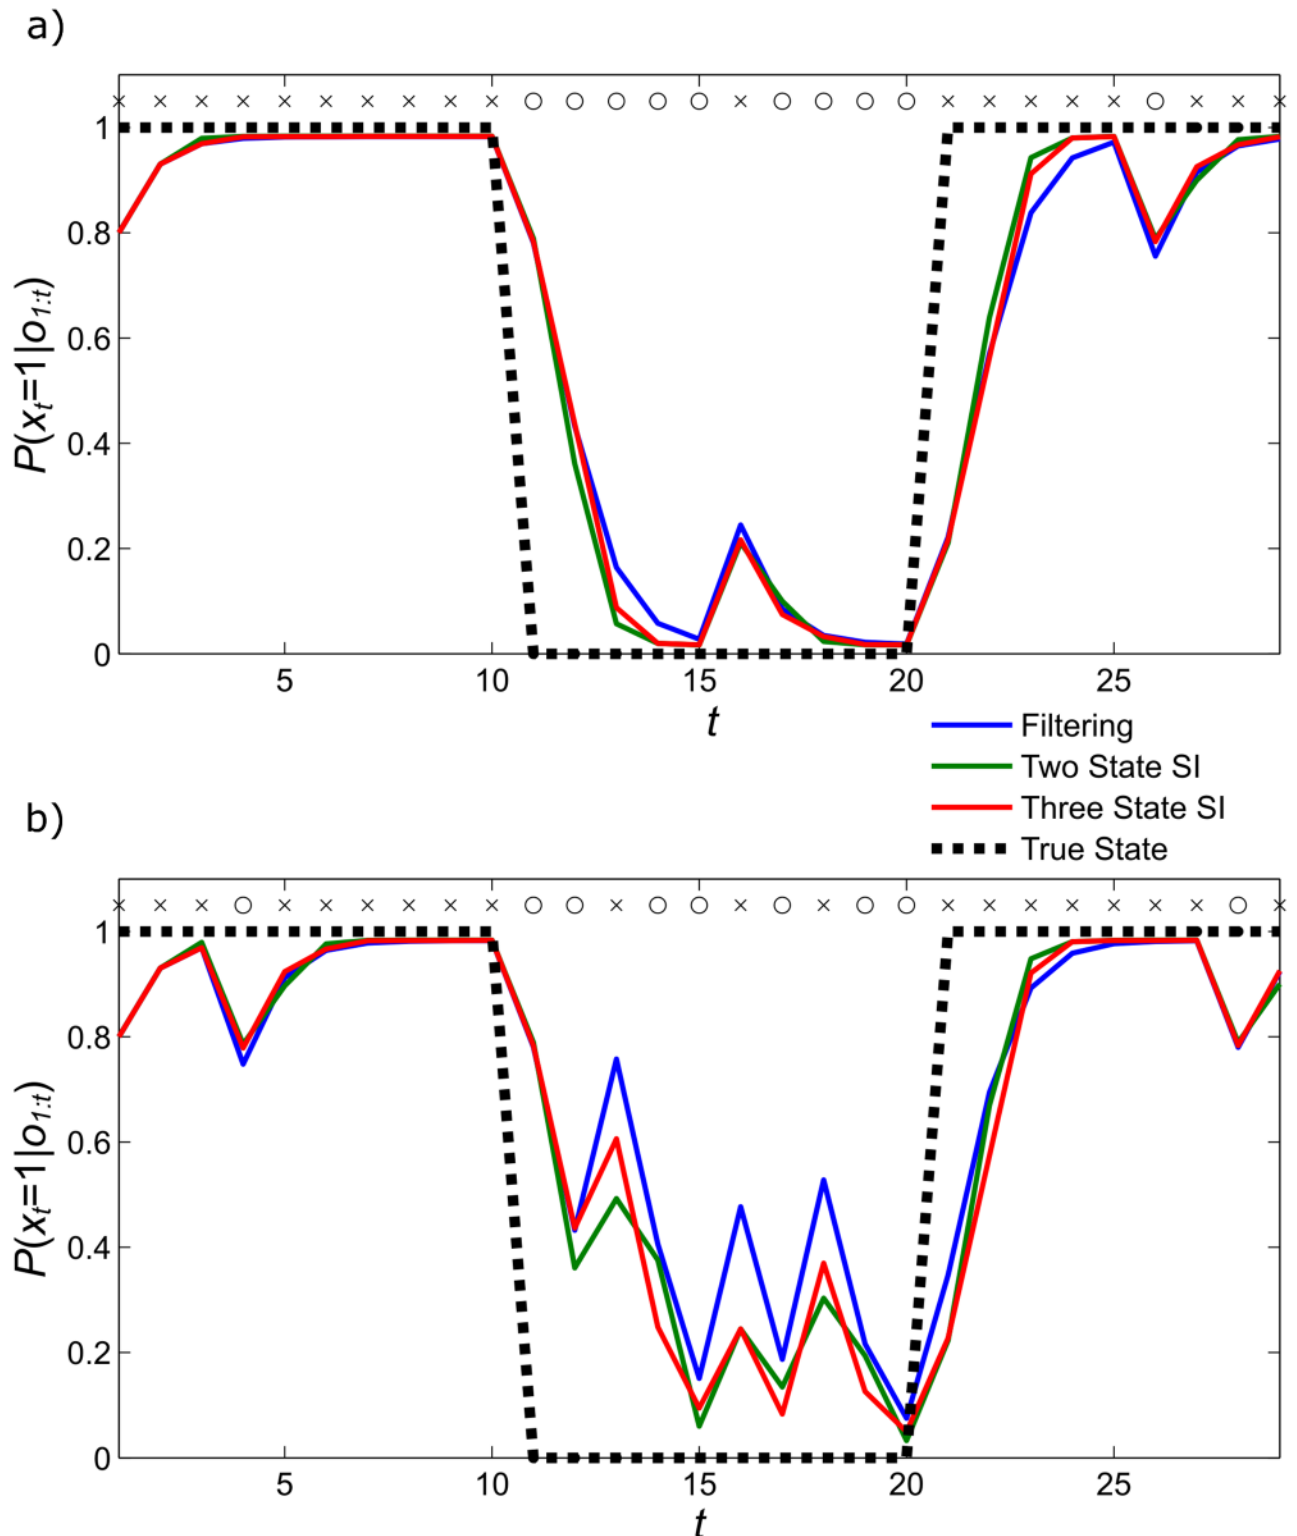 a)
× × × × × × × × × × ○ ○ ○ ○ ○ × ○ ○ ○ ○ × × × × × ○ × × ×
1
0.8
0.6
0.4
0.2
0
P(xt=1|o1:t)
5 10 15 20 25
t
Filtering
Two State SI
Three State SI
True State
b)
× × × ○ × × × × × × ○ ○ × ○ ○ × ○ × ○ ○ × × × × × × × ○ ×
1
0.8
0.6
0.4
0.2
0
P(xt=1|o1:t)
5 10 15 20 25
t